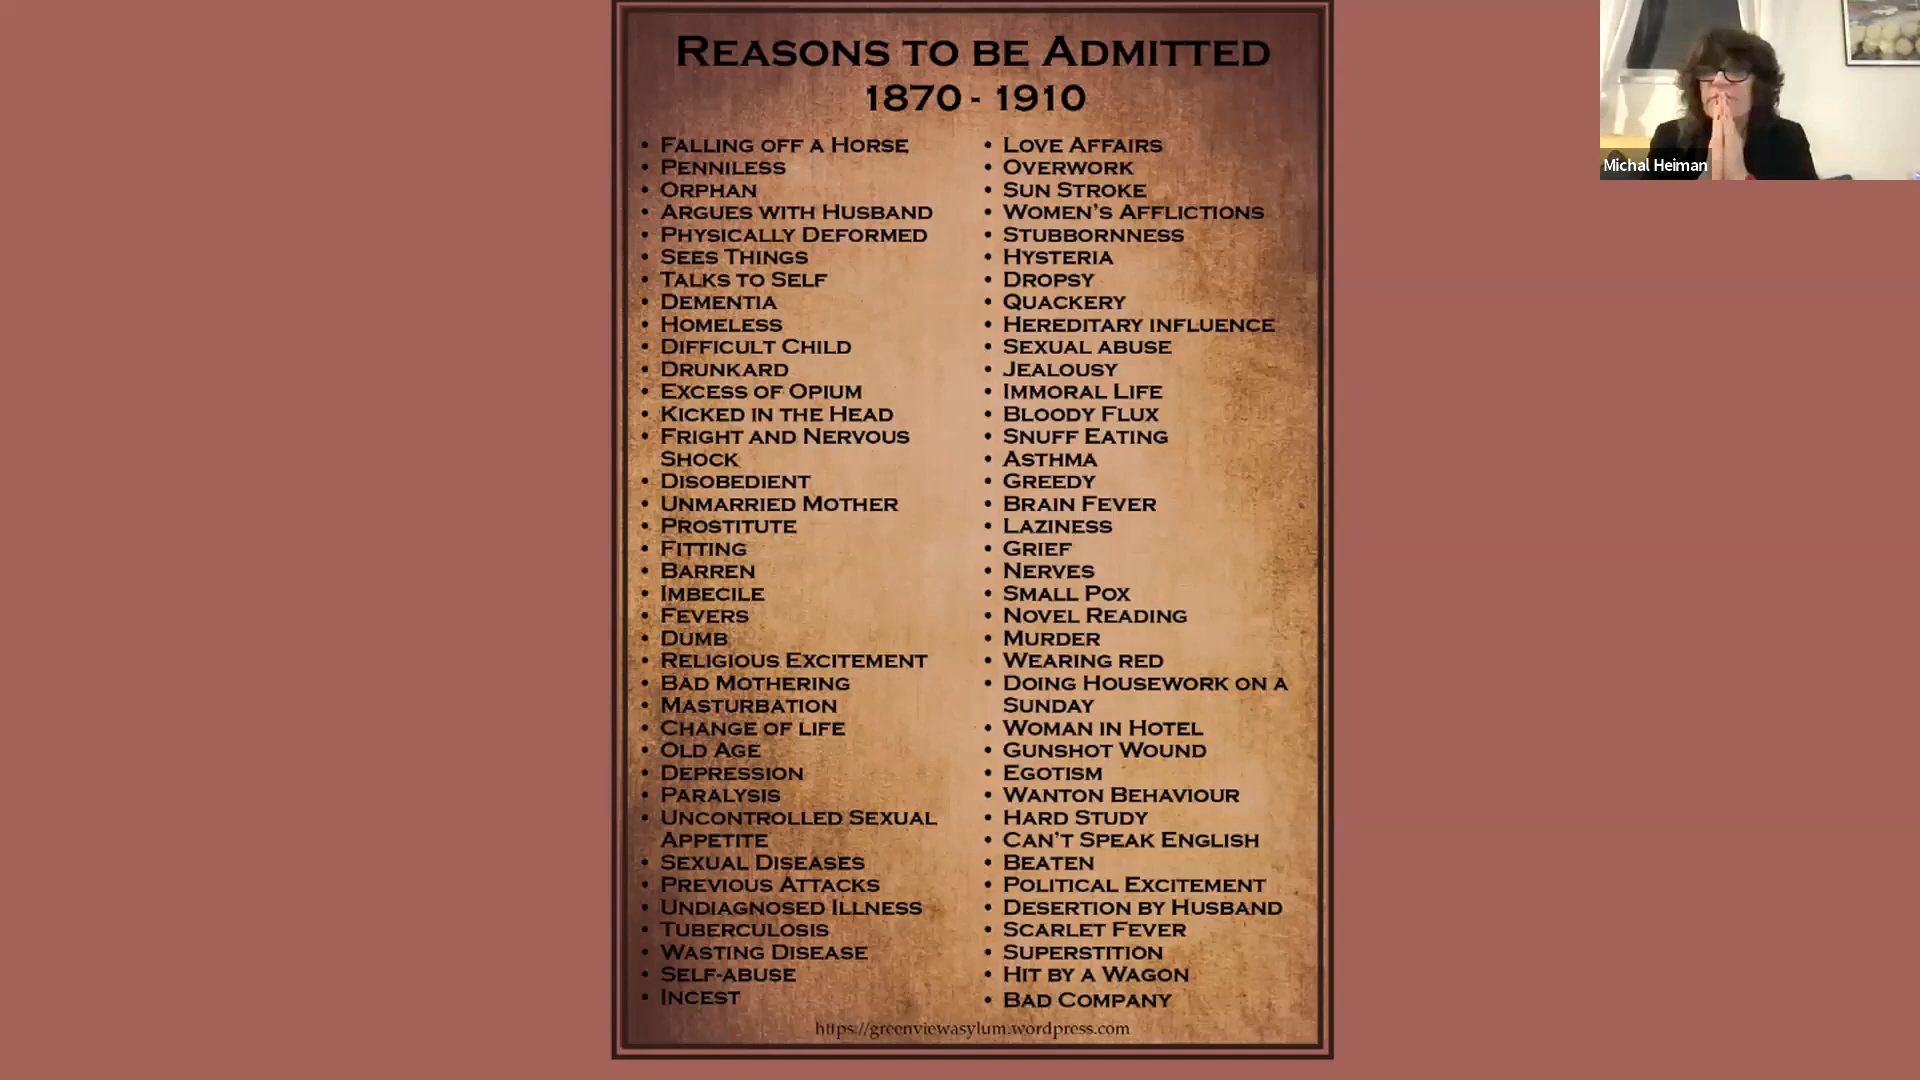 REASONS TO BE ADMITTED
1870 - 1910
• FALLING OFF A HORSE
• PENNILESS
• ORPHAN
• ARGUES WITH HUSBAND
• PHYSICALLY DEFORMED
• SEES THINGS
• TALKS TO SELF
• DEMENTIA
• HOMELESS
• DIFFICULT CHILD
• DRUNKARD
• EXCESS OF OPIUM
• KICKED IN THE HEAD
• FRIGHT AND NERVOUS
SHOCK
• DISOBEDIENT
• UNMARRIED MOTHER
• PROSTITUTE
• FITTING
• BARREN
• IMBECILE
• FEVERS
• DUMB
• RELIGIOUS EXCITEMENT
• BAD MOTHERING
• MASTURBATION
• CHANGE OF LIFE
• OLD AGE
• DEPRESSION
• PARALYSIS
• UNCONTROLLED SEXUAL
APPETITE
• SEXUAL DISEASES
• PREVIOUS ATTACKS
• UNDIAGNOSED ILLNESS
• TUBERCULOSIS
• WASTING DISEASE
• SELF-ABUSE
• INCEST
• LOVE AFFAIRS
• OVERWORK
• SUN STROKE
• WOMEN'S AFFLICTIONS
• STUBBORNNESS
• HYSTERIA
• DROPSY
• QUACKERY
• HEREDITARY INFLUENCE
• SEXUAL ABUSE
• JEALOUSY
• IMMORAL LIFE
• BLOODY FLUX
• SNUFF EATING
• ASTHMA
• GREEDY
• BRAIN FEVER
• LAZINESS
• GRIEF
• NERVES
• SMALL POX
• NOVEL READING
• MURDER
• WEARING RED
• DOING HOUSEWORK ON A
SUNDAY
• WOMAN IN HOTEL
• GUNSHOT WOUND
• EGOTISM
• WANTON BEHAVIOUR
• HARD STUDY
• CAN'T SPEAK ENGLISH
• BEATEN
• POLITICAL EXCITEMENT
• DESERTION BY HUSBAND
• SCARLET FEVER
• SUPERSTITION
• HIT BY A WAGON
• BAD COMPANY
https://greenviewasylum.wordpress.com
Michal Heiman